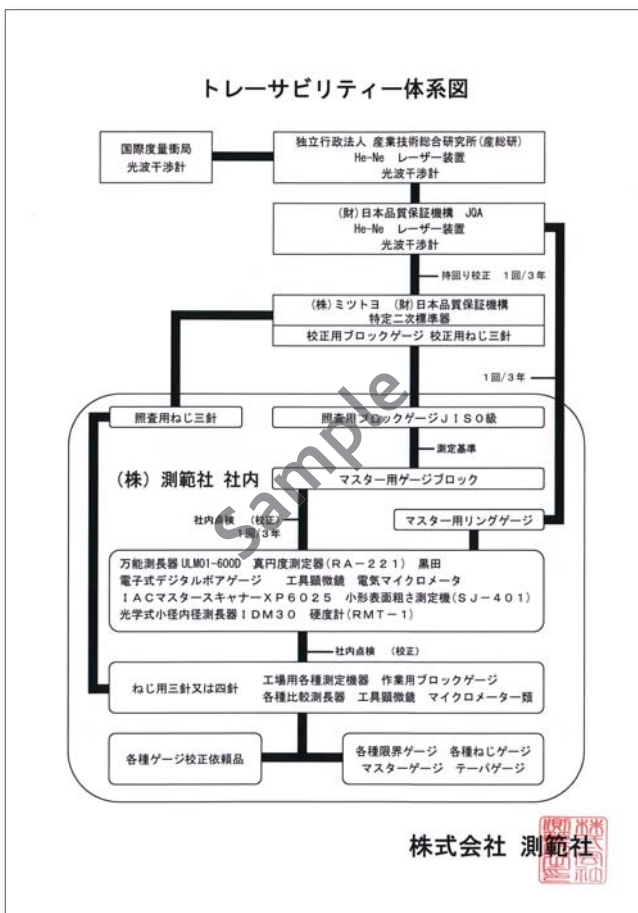 トレーサビリティー体系図
国際度量衡局
光波干渉計
独立行政法人 産業技術総合研究所(産総研)
He-Ne レーザー装置
光波干渉計
(財)日本品質保証機構 JQA
He-Ne レーザー装置
光波干渉計
持回り校正 1回/3年
(株)ミツトヨ (財)日本品質保証機構
特定二次標準器
校正用ブロックゲージ 校正用ねじ三針
1回/3年
照査用ねじ三針
照査用ブロックゲージJIS0級
測定基準
(株) 測範社 社内
マスター用ゲージブロック
社内点検 (校正)
1回/3年
マスター用リングゲージ
万能測長器ULM01-600D 真円度測定器(RA-221) 黒田
電子式デジタルボアゲージ 工具顕微鏡 電気マイクロメータ
IACマスタースキャナーXP6025 小形表面粗さ測定機(SJ-401)
光学式小径内径測長器IDM30 硬度計(RMT-1)
社内点検 (校正)
ねじ用三針又は四針
工場用各種測定機器 作業用ブロックゲージ
各種比較測長器 工具顕微鏡 マイクロメーター類
各種ゲージ校正依頼品
各種限界ゲージ 各種ねじゲージ
マスターゲージ テーパゲージ
Sample
株式会社 測範社